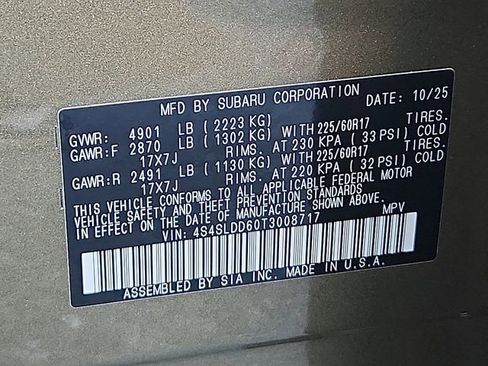 MFD BY SUBARU CORPORATION DATE: 10/25
GVWR: 4901 LB ( 2223 KG)
GAWR:F 2870 LB ( 1302 KG) WITH 225/60R17 TIRES.
17X7J RIMS. AT 230 KPA ( 33 PSI) COLD
GAWR:R 2491 LB ( 1130 KG) WITH 225/60R17 TIRES.
17X7J RIMS. AT 220 KPA ( 32 PSI) COLD
THIS VEHICLE CONFORMS TO ALL APPLICABLE FEDERAL MOTOR
VEHICLE SAFETY AND THEFT PREVENTION STANDARDS
IN EFFECT ON THE DATE OF MANUFACTURE SHOWN ABOVE.
VIN: 4S4SLDD60T3008717 MPV
ASSEMBLED BY SIA INC. MADE IN U.S.A.